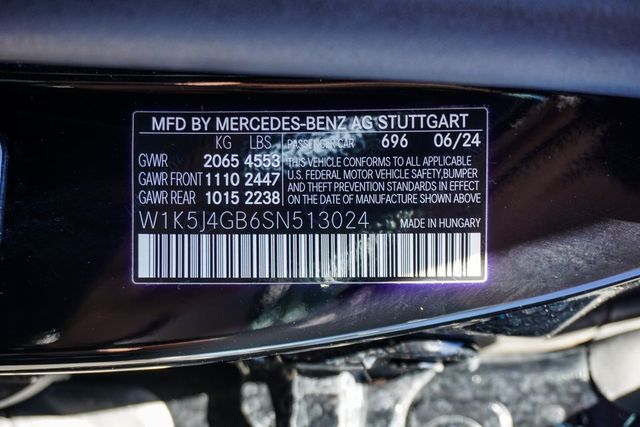 MFD BY MERCEDES-BENZ AG STUTTGART
KG LBS PASSENGER CAR 696 06/24
GVWR 2065 4553
GAWR FRONT 1110 2447
GAWR REAR 1015 2238
THIS VEHICLE CONFORMS TO ALL APPLICABLE
U.S. FEDERAL MOTOR VEHICLE SAFETY,BUMPER
AND THEFT PREVENTION STANDARDS IN EFFECT
ON THE DATE OF MANUFACTURE SHOWN ABOVE
W1K5J4GB6SN513024 MADE IN HUNGARY